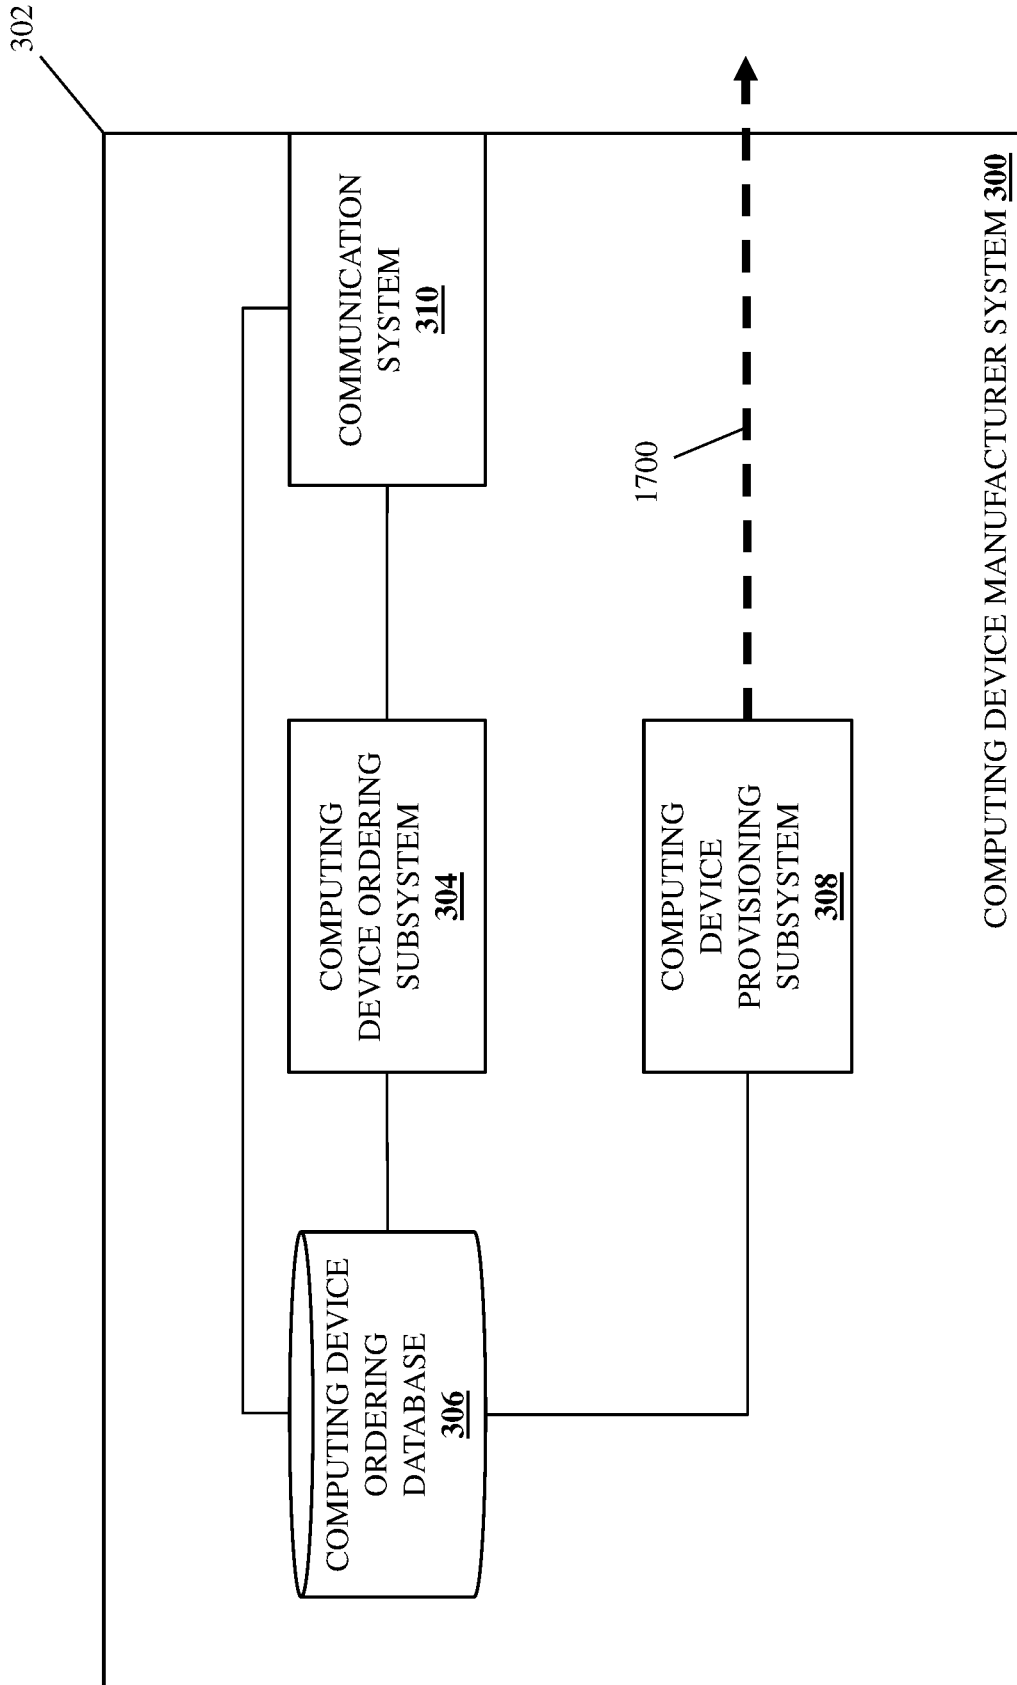 302
COMMUNICATION
SYSTEM
310
COMPUTING
DEVICE ORDERING
SUBSYSTEM
304
COMPUTING DEVICE
ORDERING
DATABASE
306
1700
COMPUTING
DEVICE
PROVISIONING
SUBSYSTEM
308
COMPUTING DEVICE MANUFACTURER SYSTEM 300